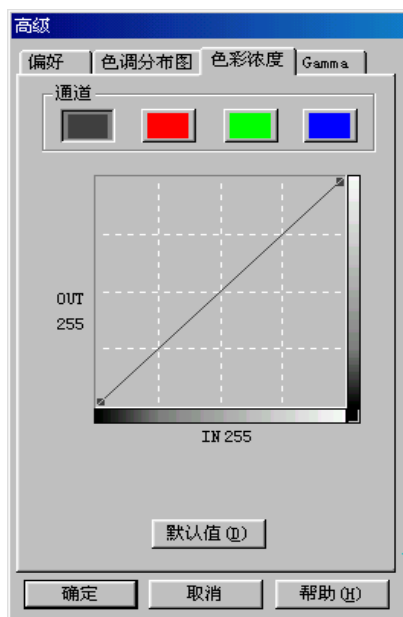 高级
偏好 色调分布图 色彩浓度 Gamma
通道
OUT
255
IN 255
默认值(D)
确定 取消 帮助(H)